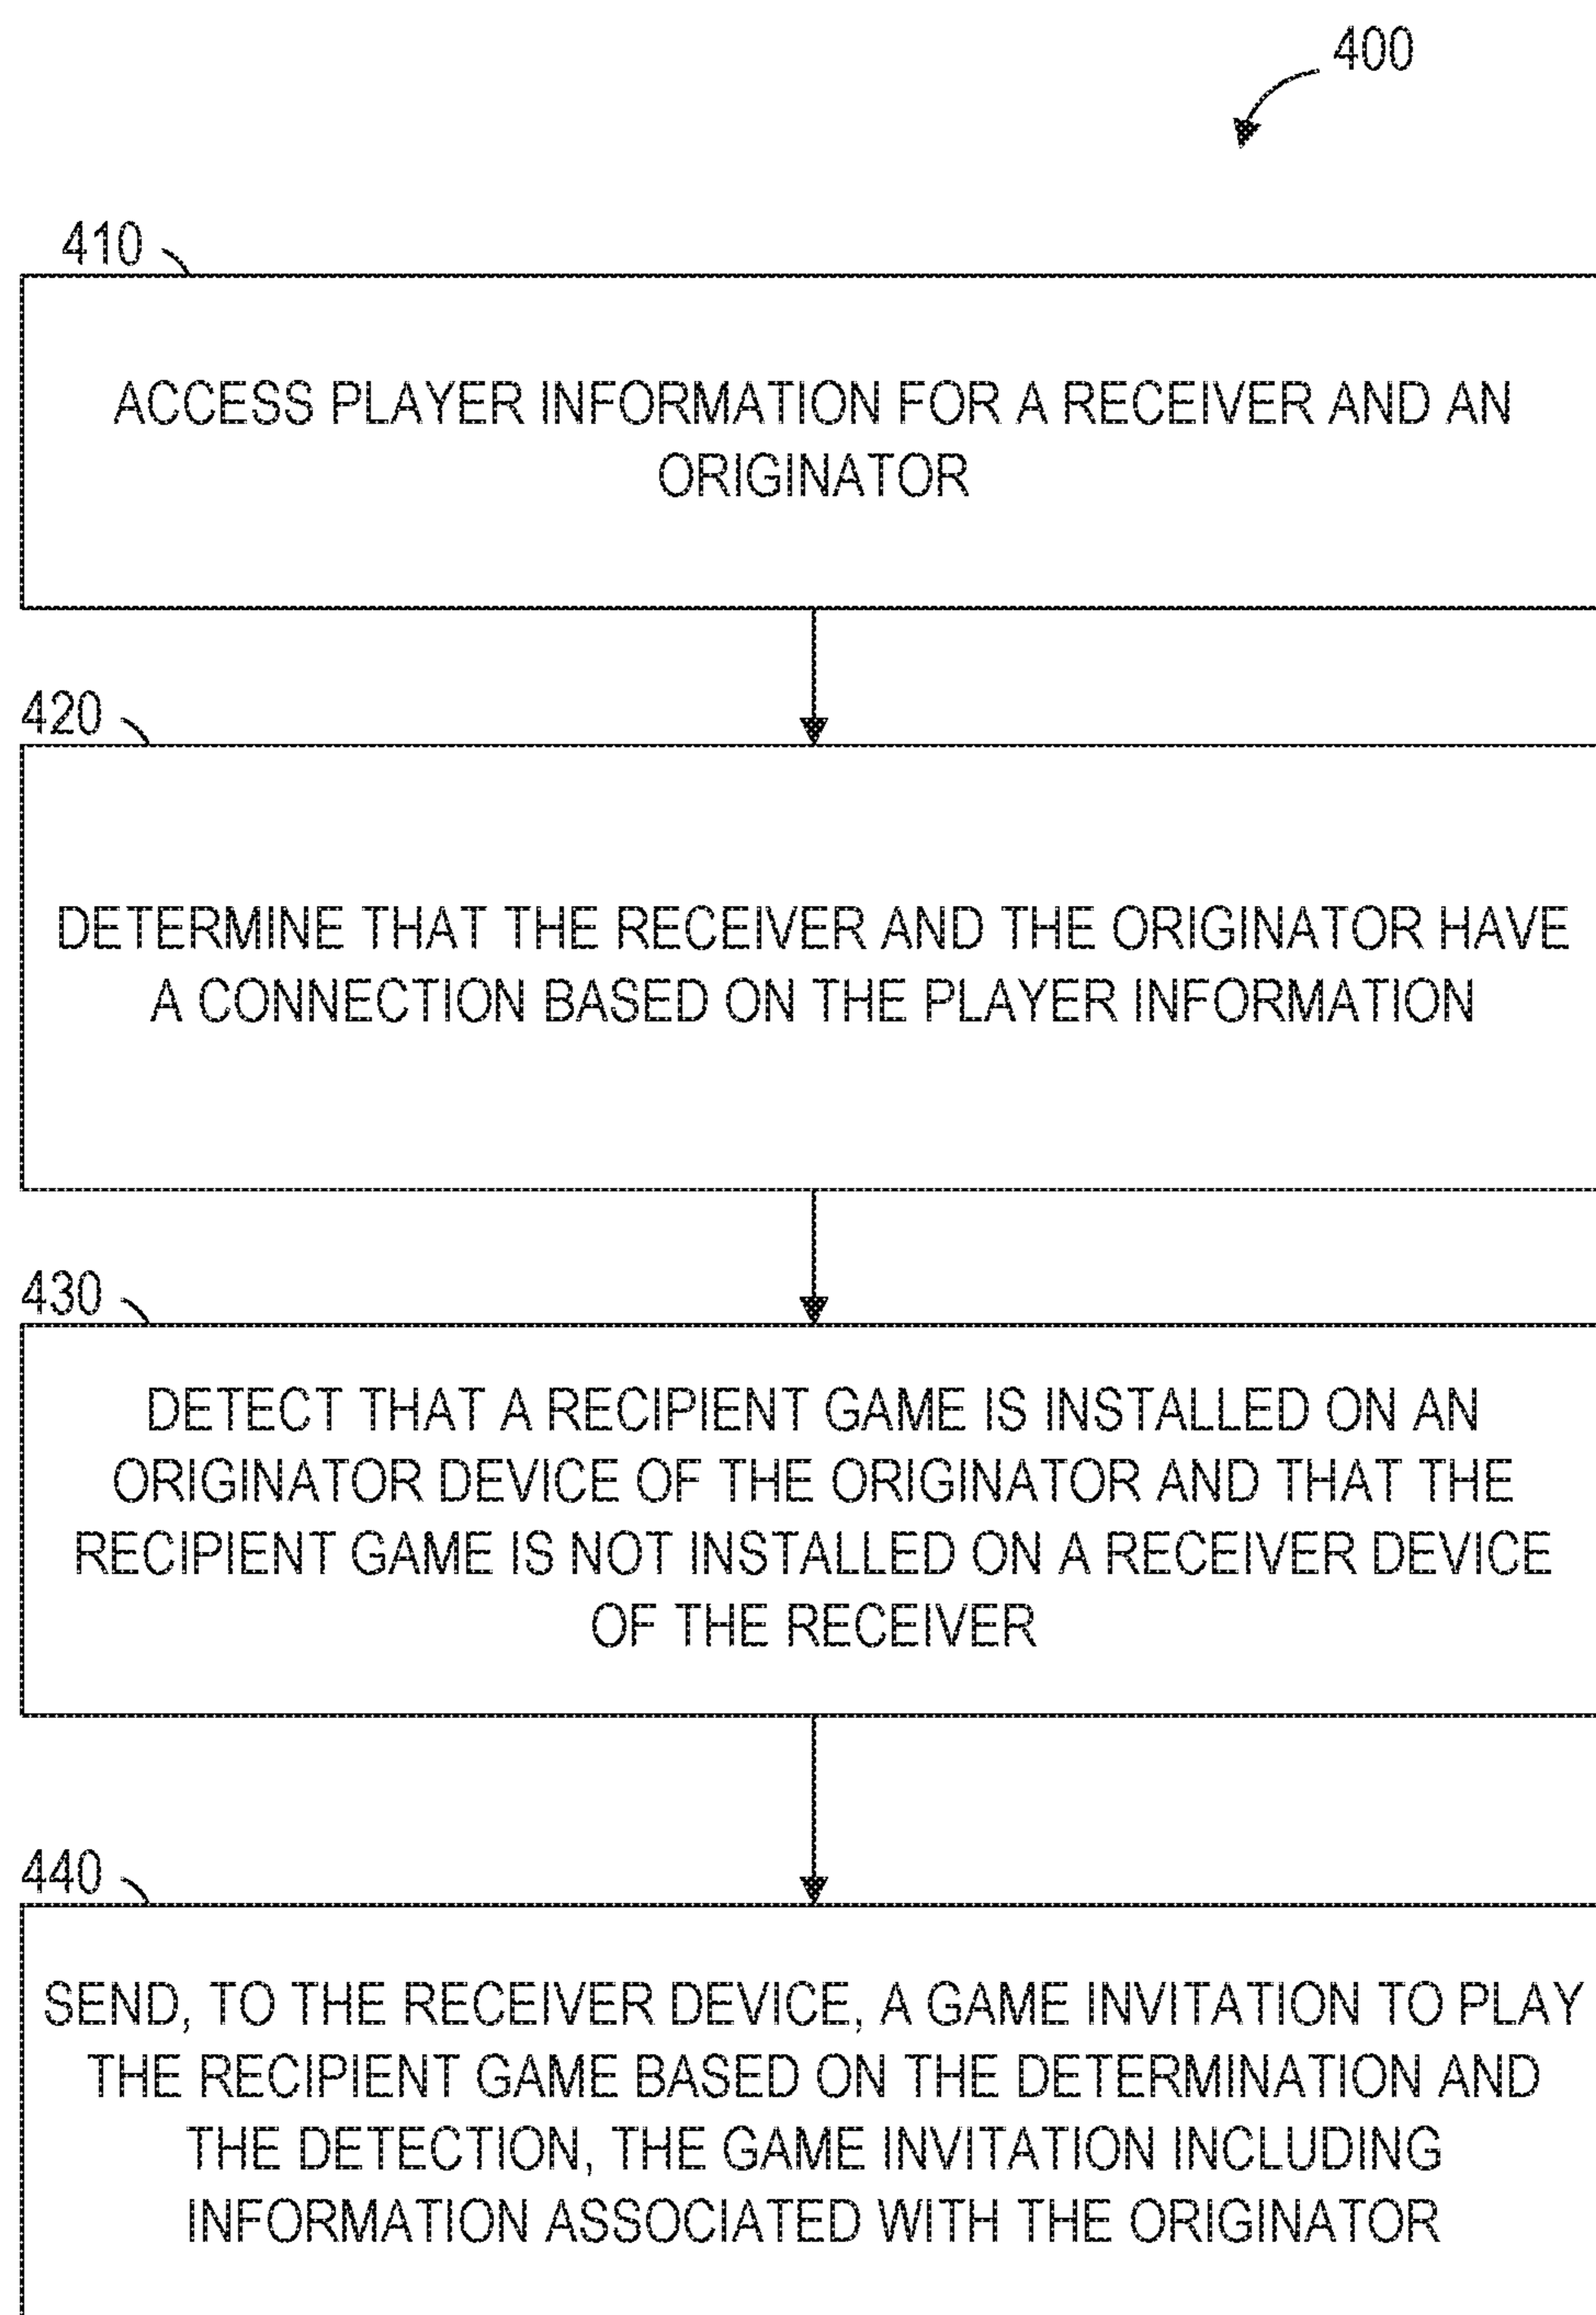 400
410
ACCESS PLAYER INFORMATION FOR A RECEIVER AND AN
ORIGINATOR
420
DETERMINE THAT THE RECEIVER AND THE ORIGINATOR HAVE
A CONNECTION BASED ON THE PLAYER INFORMATION
430
DETECT THAT A RECIPIENT GAME IS INSTALLED ON AN
ORIGINATOR DEVICE OF THE ORIGINATOR AND THAT THE
RECIPIENT GAME IS NOT INSTALLED ON A RECEIVER DEVICE
OF THE RECEIVER
440
SEND, TO THE RECEIVER DEVICE, A GAME INVITATION TO PLAY
THE RECIPIENT GAME BASED ON THE DETERMINATION AND
THE DETECTION, THE GAME INVITATION INCLUDING
INFORMATION ASSOCIATED WITH THE ORIGINATOR